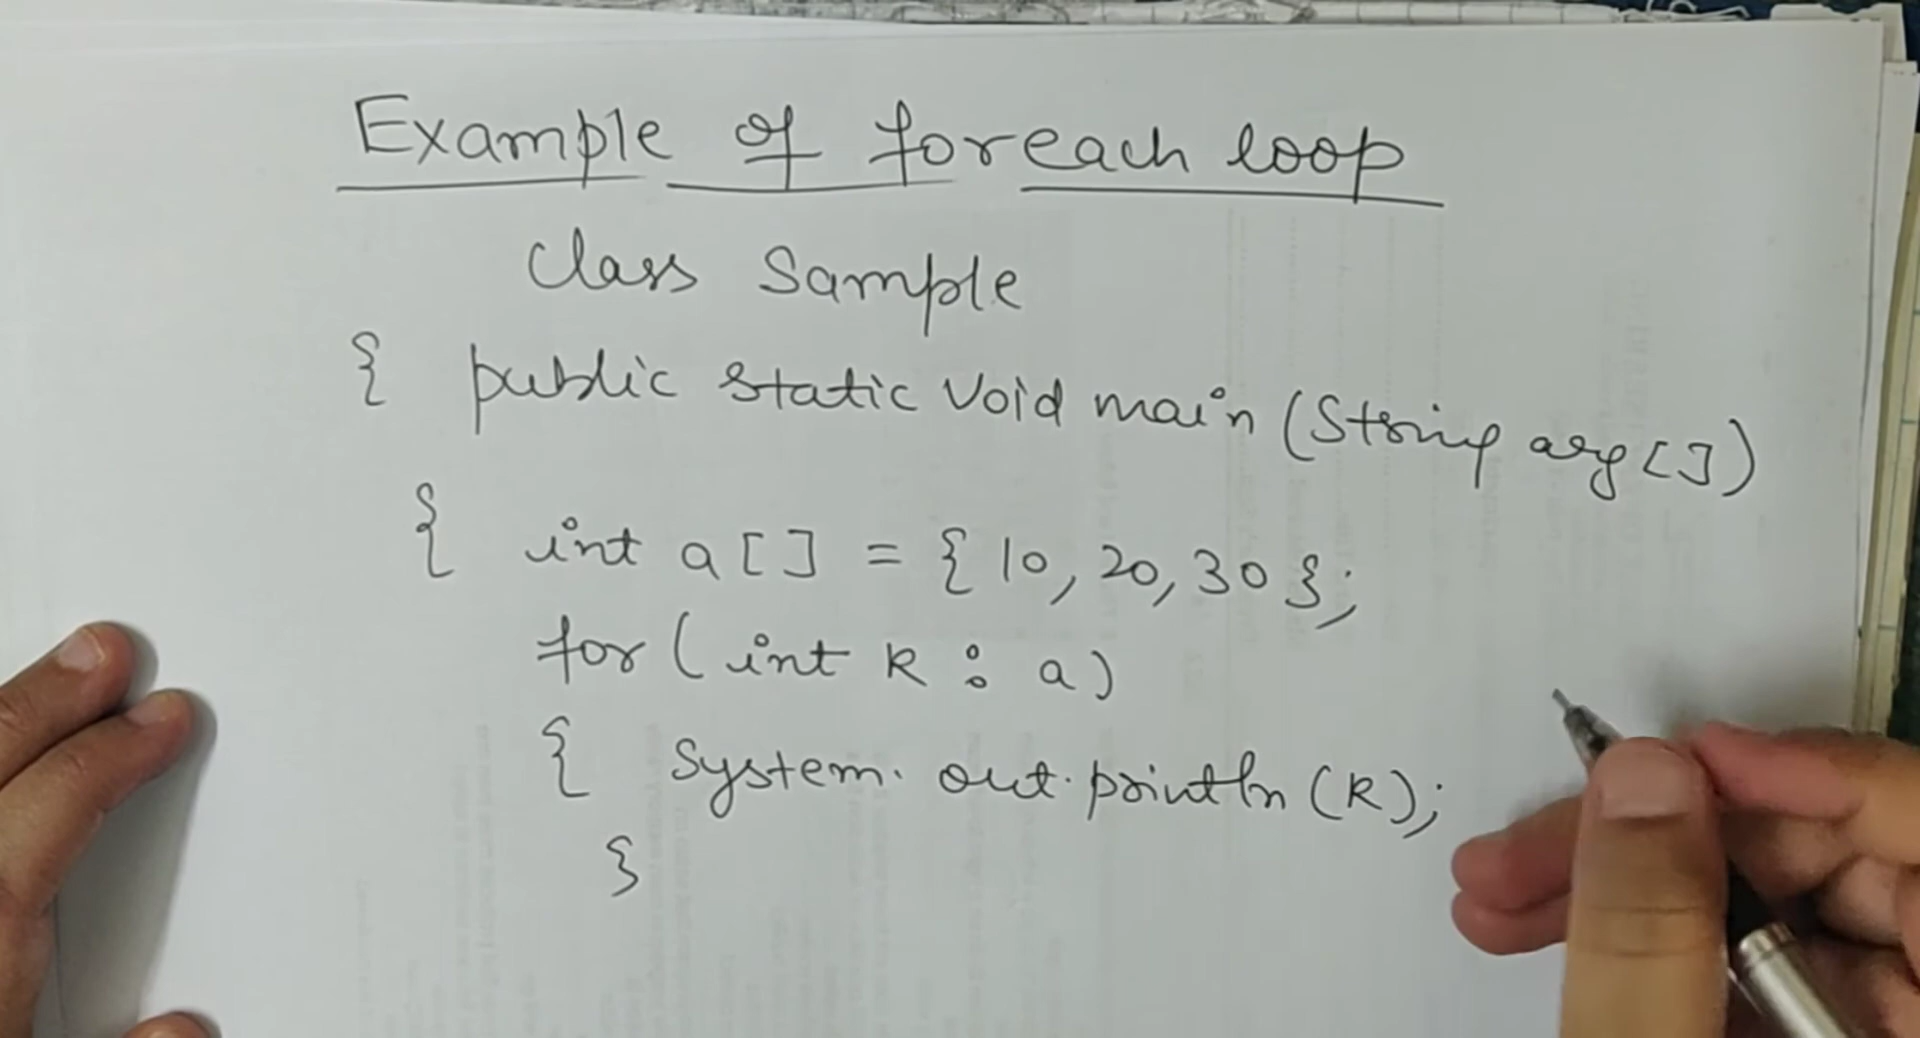 Example of foreach loop
class Sample
{ public static void main (String arg[])
{ int a[] = {10, 20, 30};
for (int k : a)
{ System.out.println(k);
}